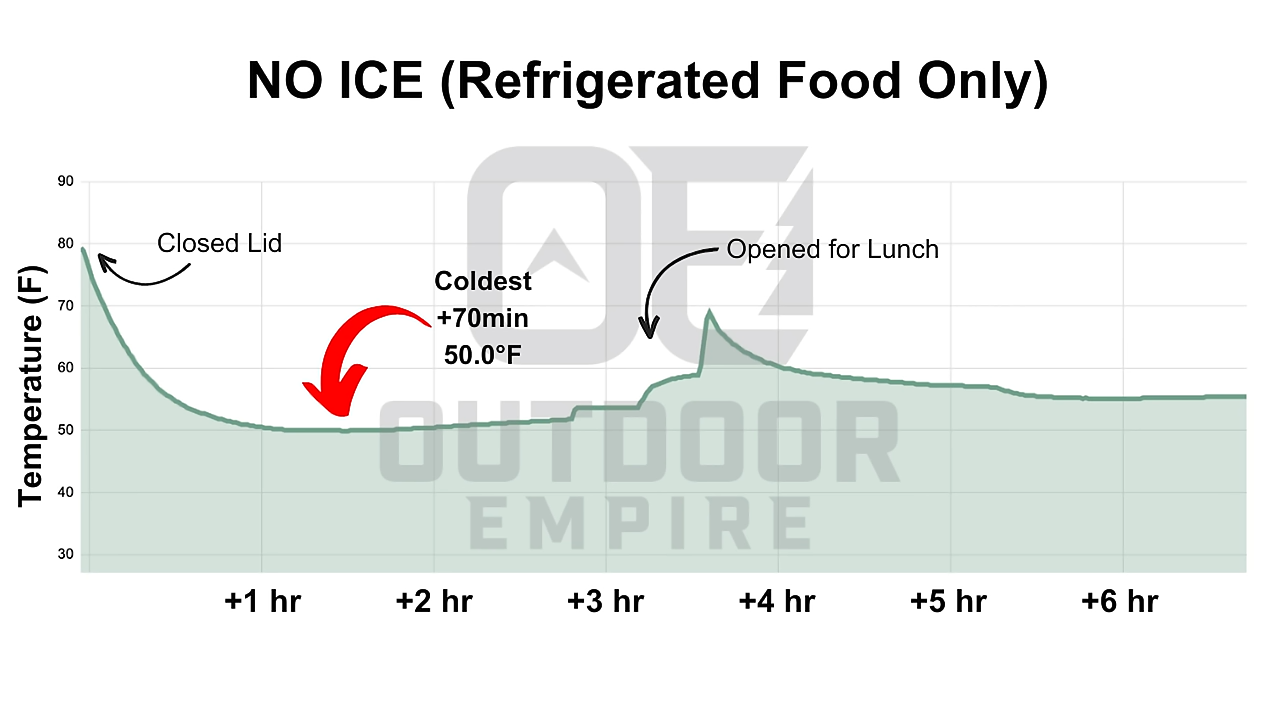 NO ICE (Refrigerated Food Only)
90
80
70
60
50
40
30
Temperature (F)
Closed Lid
Coldest
+70min
50.0°F
Opened for Lunch
OE
OUTDOOR
EMPIRE
+1 hr
+2 hr
+3 hr
+4 hr
+5 hr
+6 hr